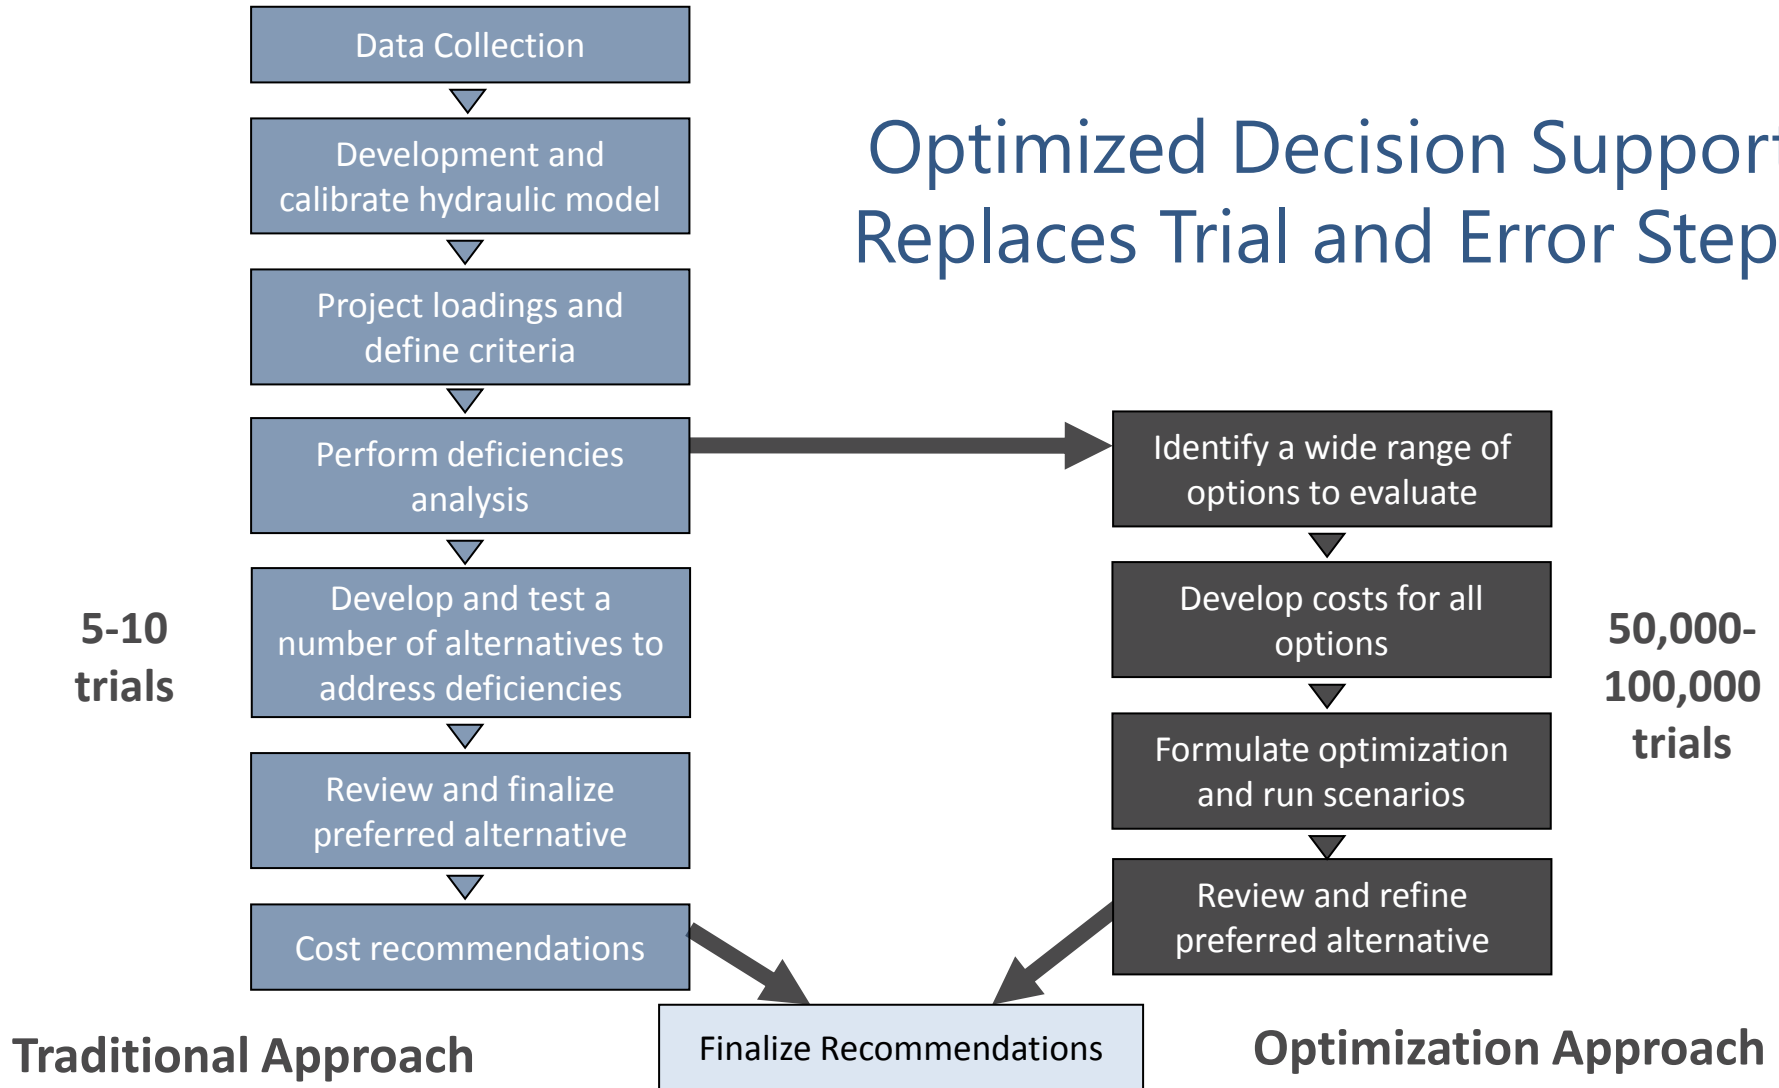 Data Collection
Development and
calibrate hydraulic model
Project loadings and
define criteria
Perform deficiencies
analysis
Develop and test a
number of alternatives to
address deficiencies
Review and finalize
preferred alternative
Cost recommendations
5-10
trials
Traditional Approach
Optimized Decision Support
Replaces Trial and Error Step
Identify a wide range of
options to evaluate
Develop costs for all
options
Formulate optimization
and run scenarios
Review and refine
preferred alternative
50,000-
100,000
trials
Finalize Recommendations
Optimization Approach